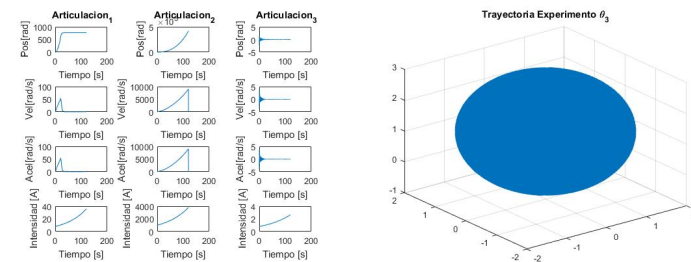 Articulacion1 Articulacion2 Articulacion3
Pos[rad] 1000 500 0 0 100 200 Tiempo [s]
Pos[rad] 5 0 0 100 200 Tiempo [s]
Pos[rad] 5 0 -5 0 100 200 Tiempo [s]
Vel[rad/s] 100 50 0 0 100 200 Tiempo [s]
Vel[rad/s] 10000 5000 0 0 100 200 Tiempo [s]
Vel[rad/s] 5 0 -5 0 100 200 Tiempo [s]
Acel[rad/s] 100 50 0 0 100 200 Tiempo [s]
Acel[rad/s] 10000 5000 0 0 100 200 Tiempo [s]
Acel[rad/s] 5 0 -5 0 100 200 Tiempo [s]
Intensidad [A] 40 20 0 0 100 200 Tiempo [s]
Intensidad [A] 4000 2000 0 0 100 200 Tiempo [s]
Intensidad [A] 4 2 0 0 100 200 Tiempo [s]
Trayectoria Experimento θ3
3
2
1
0
-1
2 1 0 -1 -2
-2 -1 0 1